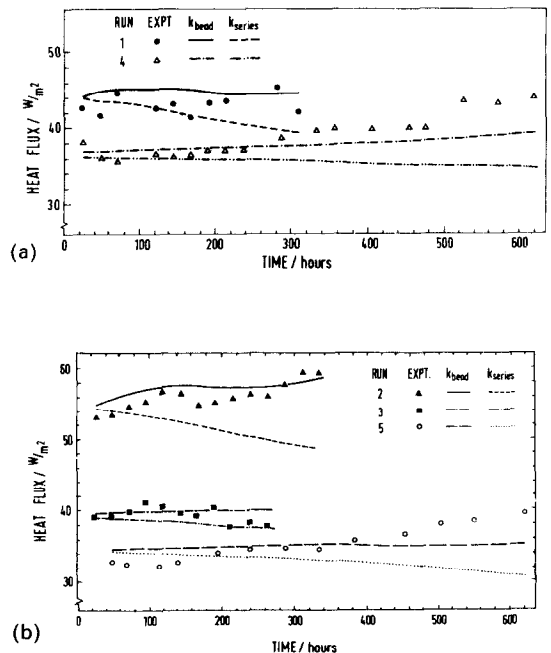 RUN EXPT k_bead k_series
1
4
50
40
30
HEAT FLUX / W/m²
0 100 200 300 400 500 600
TIME / hours
(a)
RUN EXPT. k_bead k_series
2
3
5
60
50
40
30
HEAT FLUX / W/m²
0 100 200 300 400 500 600
TIME / hours
(b)